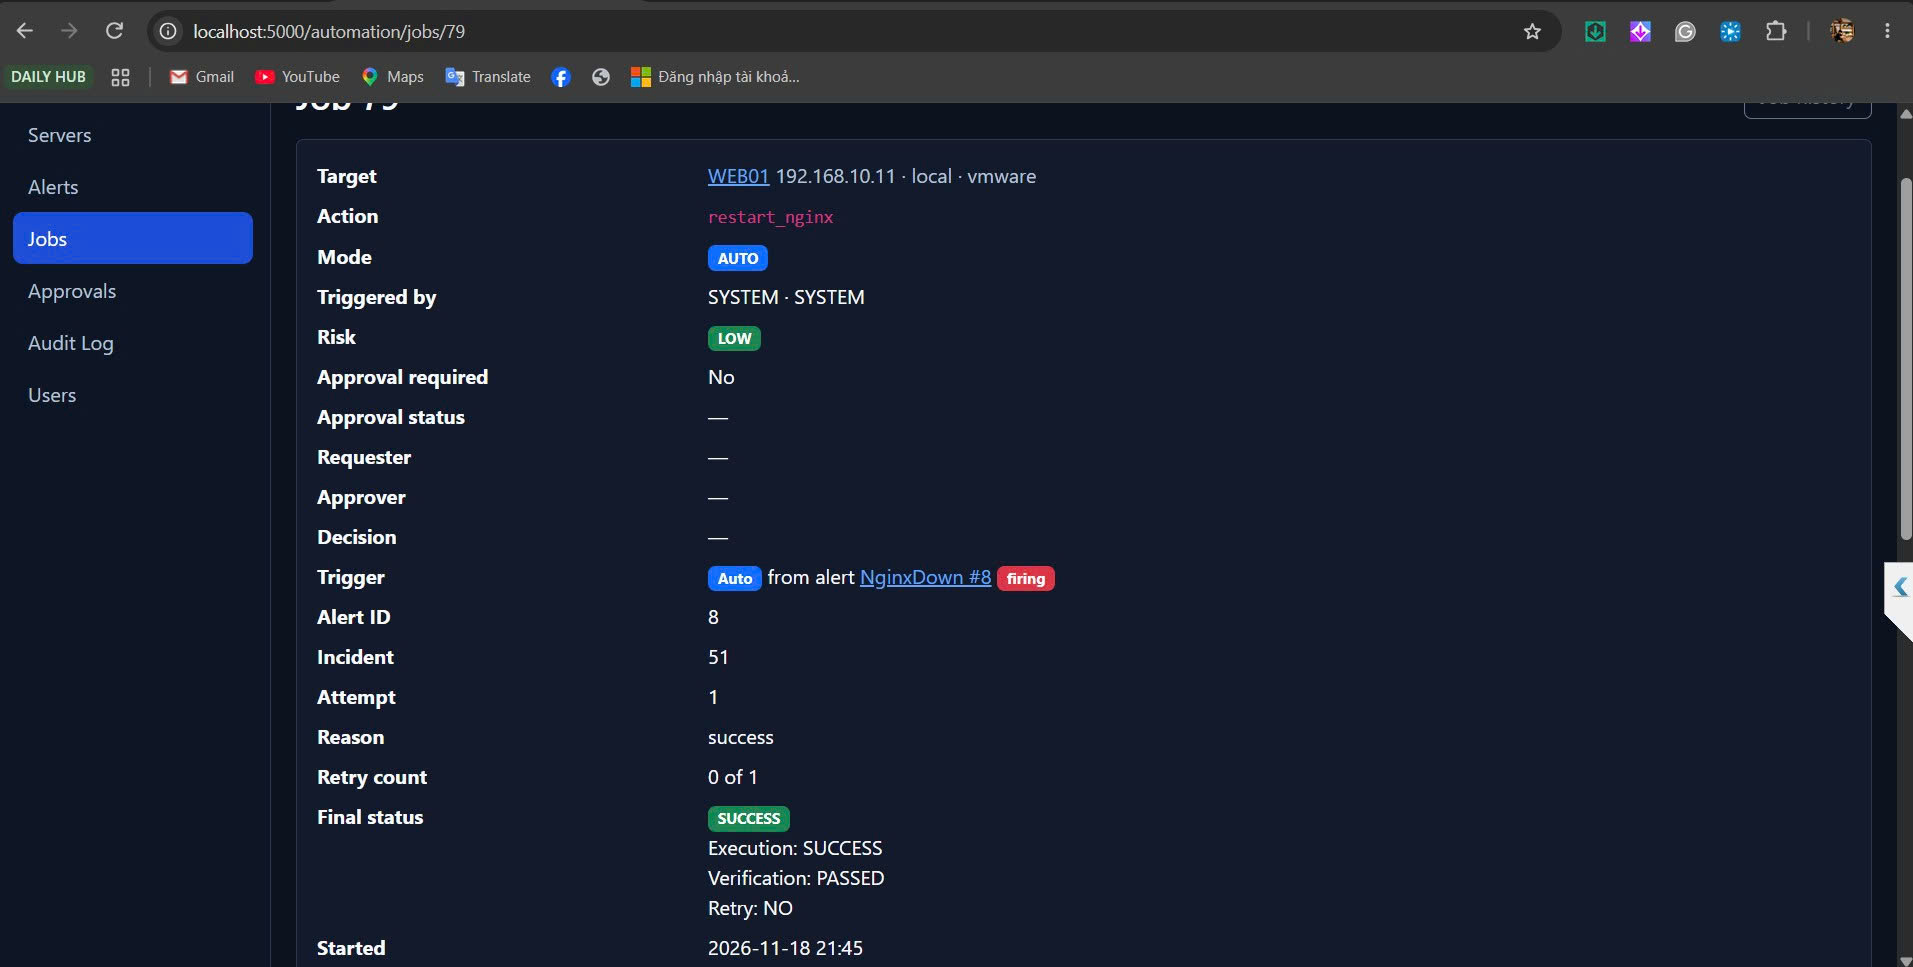 localhost:5000/automation/jobs/79
DAILY HUB Gmail YouTube Maps Translate Đăng nhập tài khoả...
Job 79 Job history
Servers
Alerts
Jobs
Approvals
Audit Log
Users
Target WEB01 192.168.10.11 · local · vmware
Action restart_nginx
Mode AUTO
Triggered by SYSTEM · SYSTEM
Risk LOW
Approval required No
Approval status —
Requester —
Approver —
Decision —
Trigger Auto from alert NginxDown #8 firing
Alert ID 8
Incident 51
Attempt 1
Reason success
Retry count 0 of 1
Final status SUCCESS
Execution: SUCCESS
Verification: PASSED
Retry: NO
Started 2026-11-18 21:45